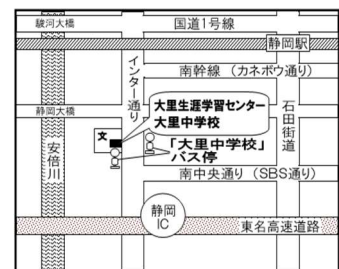 駿河大橋
国道1号線
静岡駅
インター通り
南幹線（カネボウ通り）
静岡大橋
大里生涯学習センター
大里中学校
石田街道
文
「大里中学校」
バス停
安倍川
南中央通り（SBS通り）
静岡
IC
東名高速道路